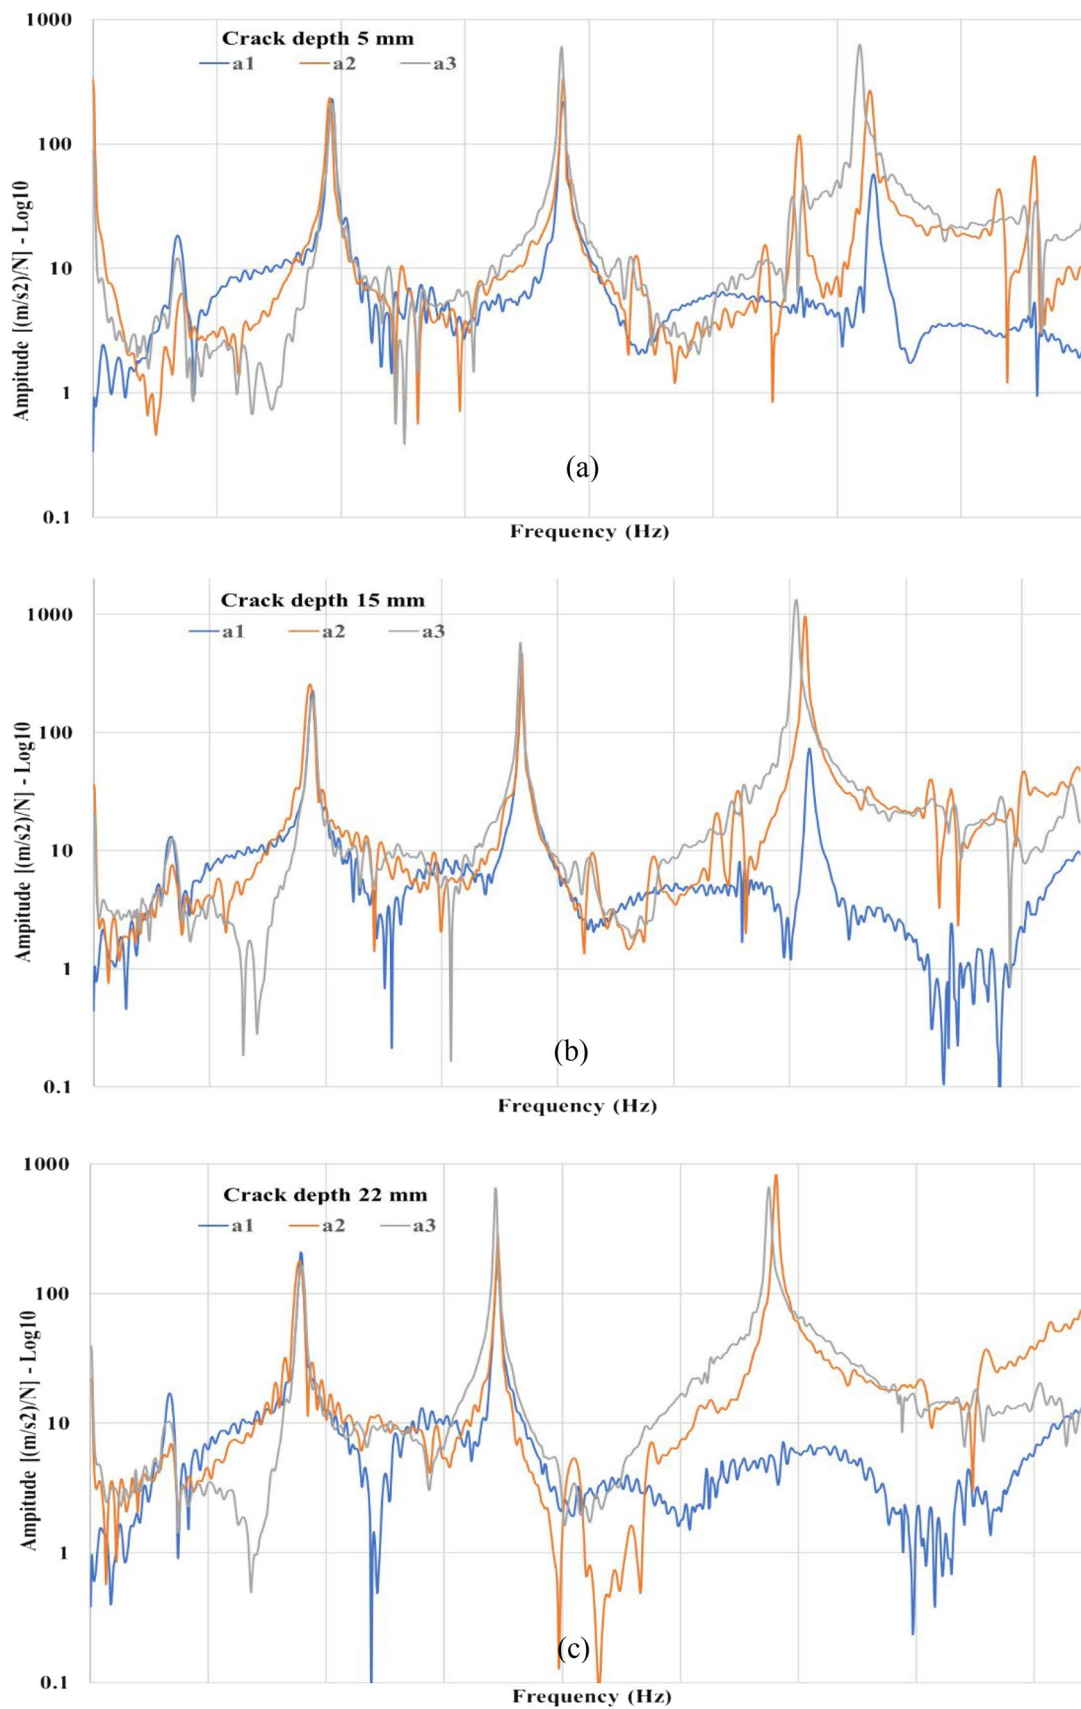 1000
Crack depth 5 mm
a1 a2 a3
100
10
1
0.1
Ampitude [(m/s2)/N] - Log10
(a)
Frequency (Hz)
Crack depth 15 mm
1000
a1 a2 a3
100
10
1
0.1
Ampitude [(m/s2)/N] - Log10
(b)
Frequency (Hz)
1000
Crack depth 22 mm
a1 a2 a3
100
10
1
0.1
Ampitude [(m/s2)/N] - Log10
(c)
Frequency (Hz)